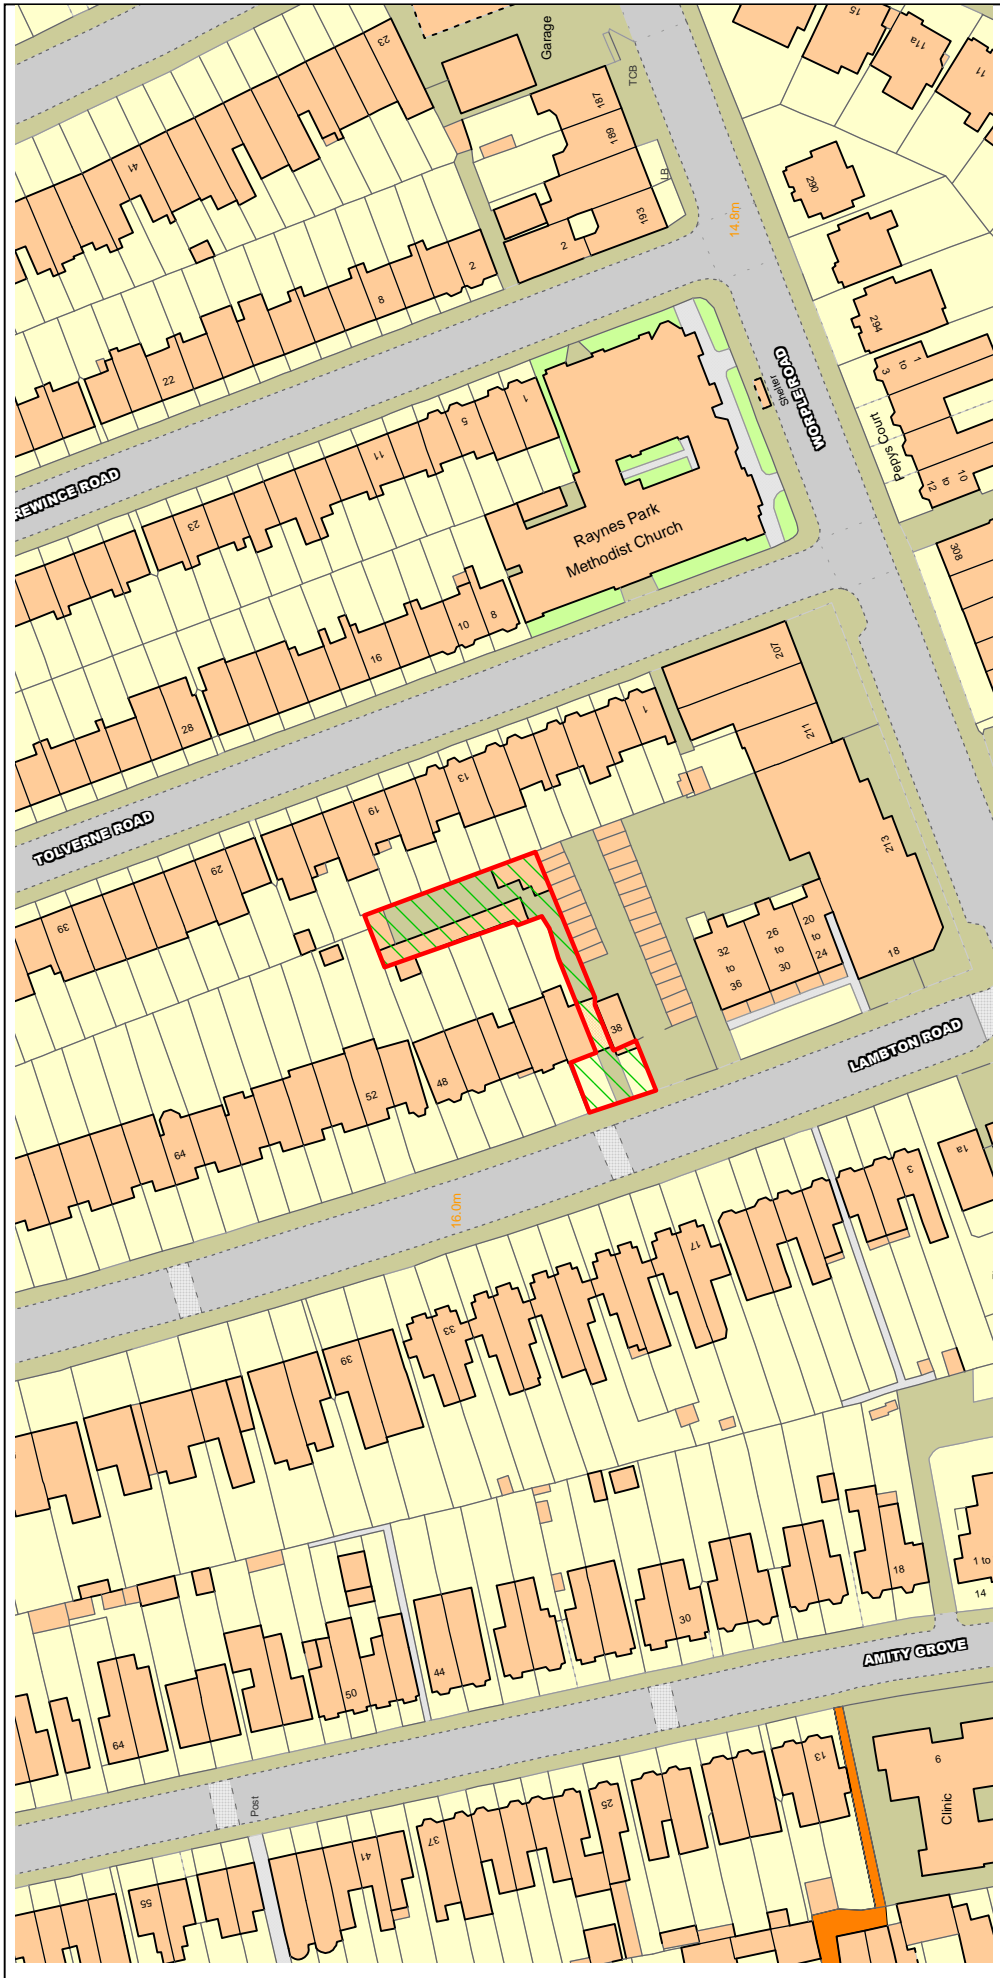 23
Garage
TCB
187
189
LB
193
2
15
11a
11
290
14.8m
41
2
8
22
294
1
to
3
WORPLE ROAD
Shelter
Pepys Court
12
to
10
308
REWINCE ROAD
1
5
11
23
Raynes Park
Methodist Church
8
10
16
28
TOLVERNE ROAD
207
211
213
1
13
19
29
39
32
to
36
26
to
30
20
to
24
18
38
LAMBTON ROAD
48
52
64
16.0m
1a
3
17
33
39
18
1 to
14
30
44
50
64
AMITY GROVE
Post
13
6
Clinic
25
37
41
55